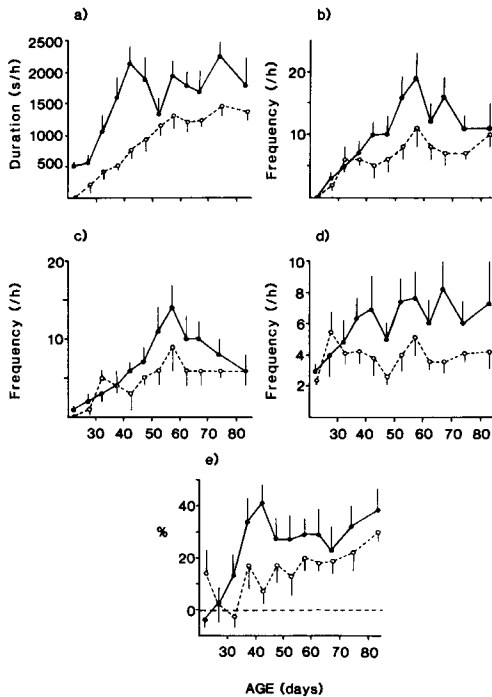 a)
2500
2000
1500
1000
500
Duration (s/h)
b)
(/h)
20
10
Frequency
c)
20
10
Frequency (/h)
30 40 50 60 70 80
d)
10
8
6
4
2
Frequency (/h)
30 40 50 60 70 80
e)
40
%
20
0
30 40 50 60 70 80
AGE (days)